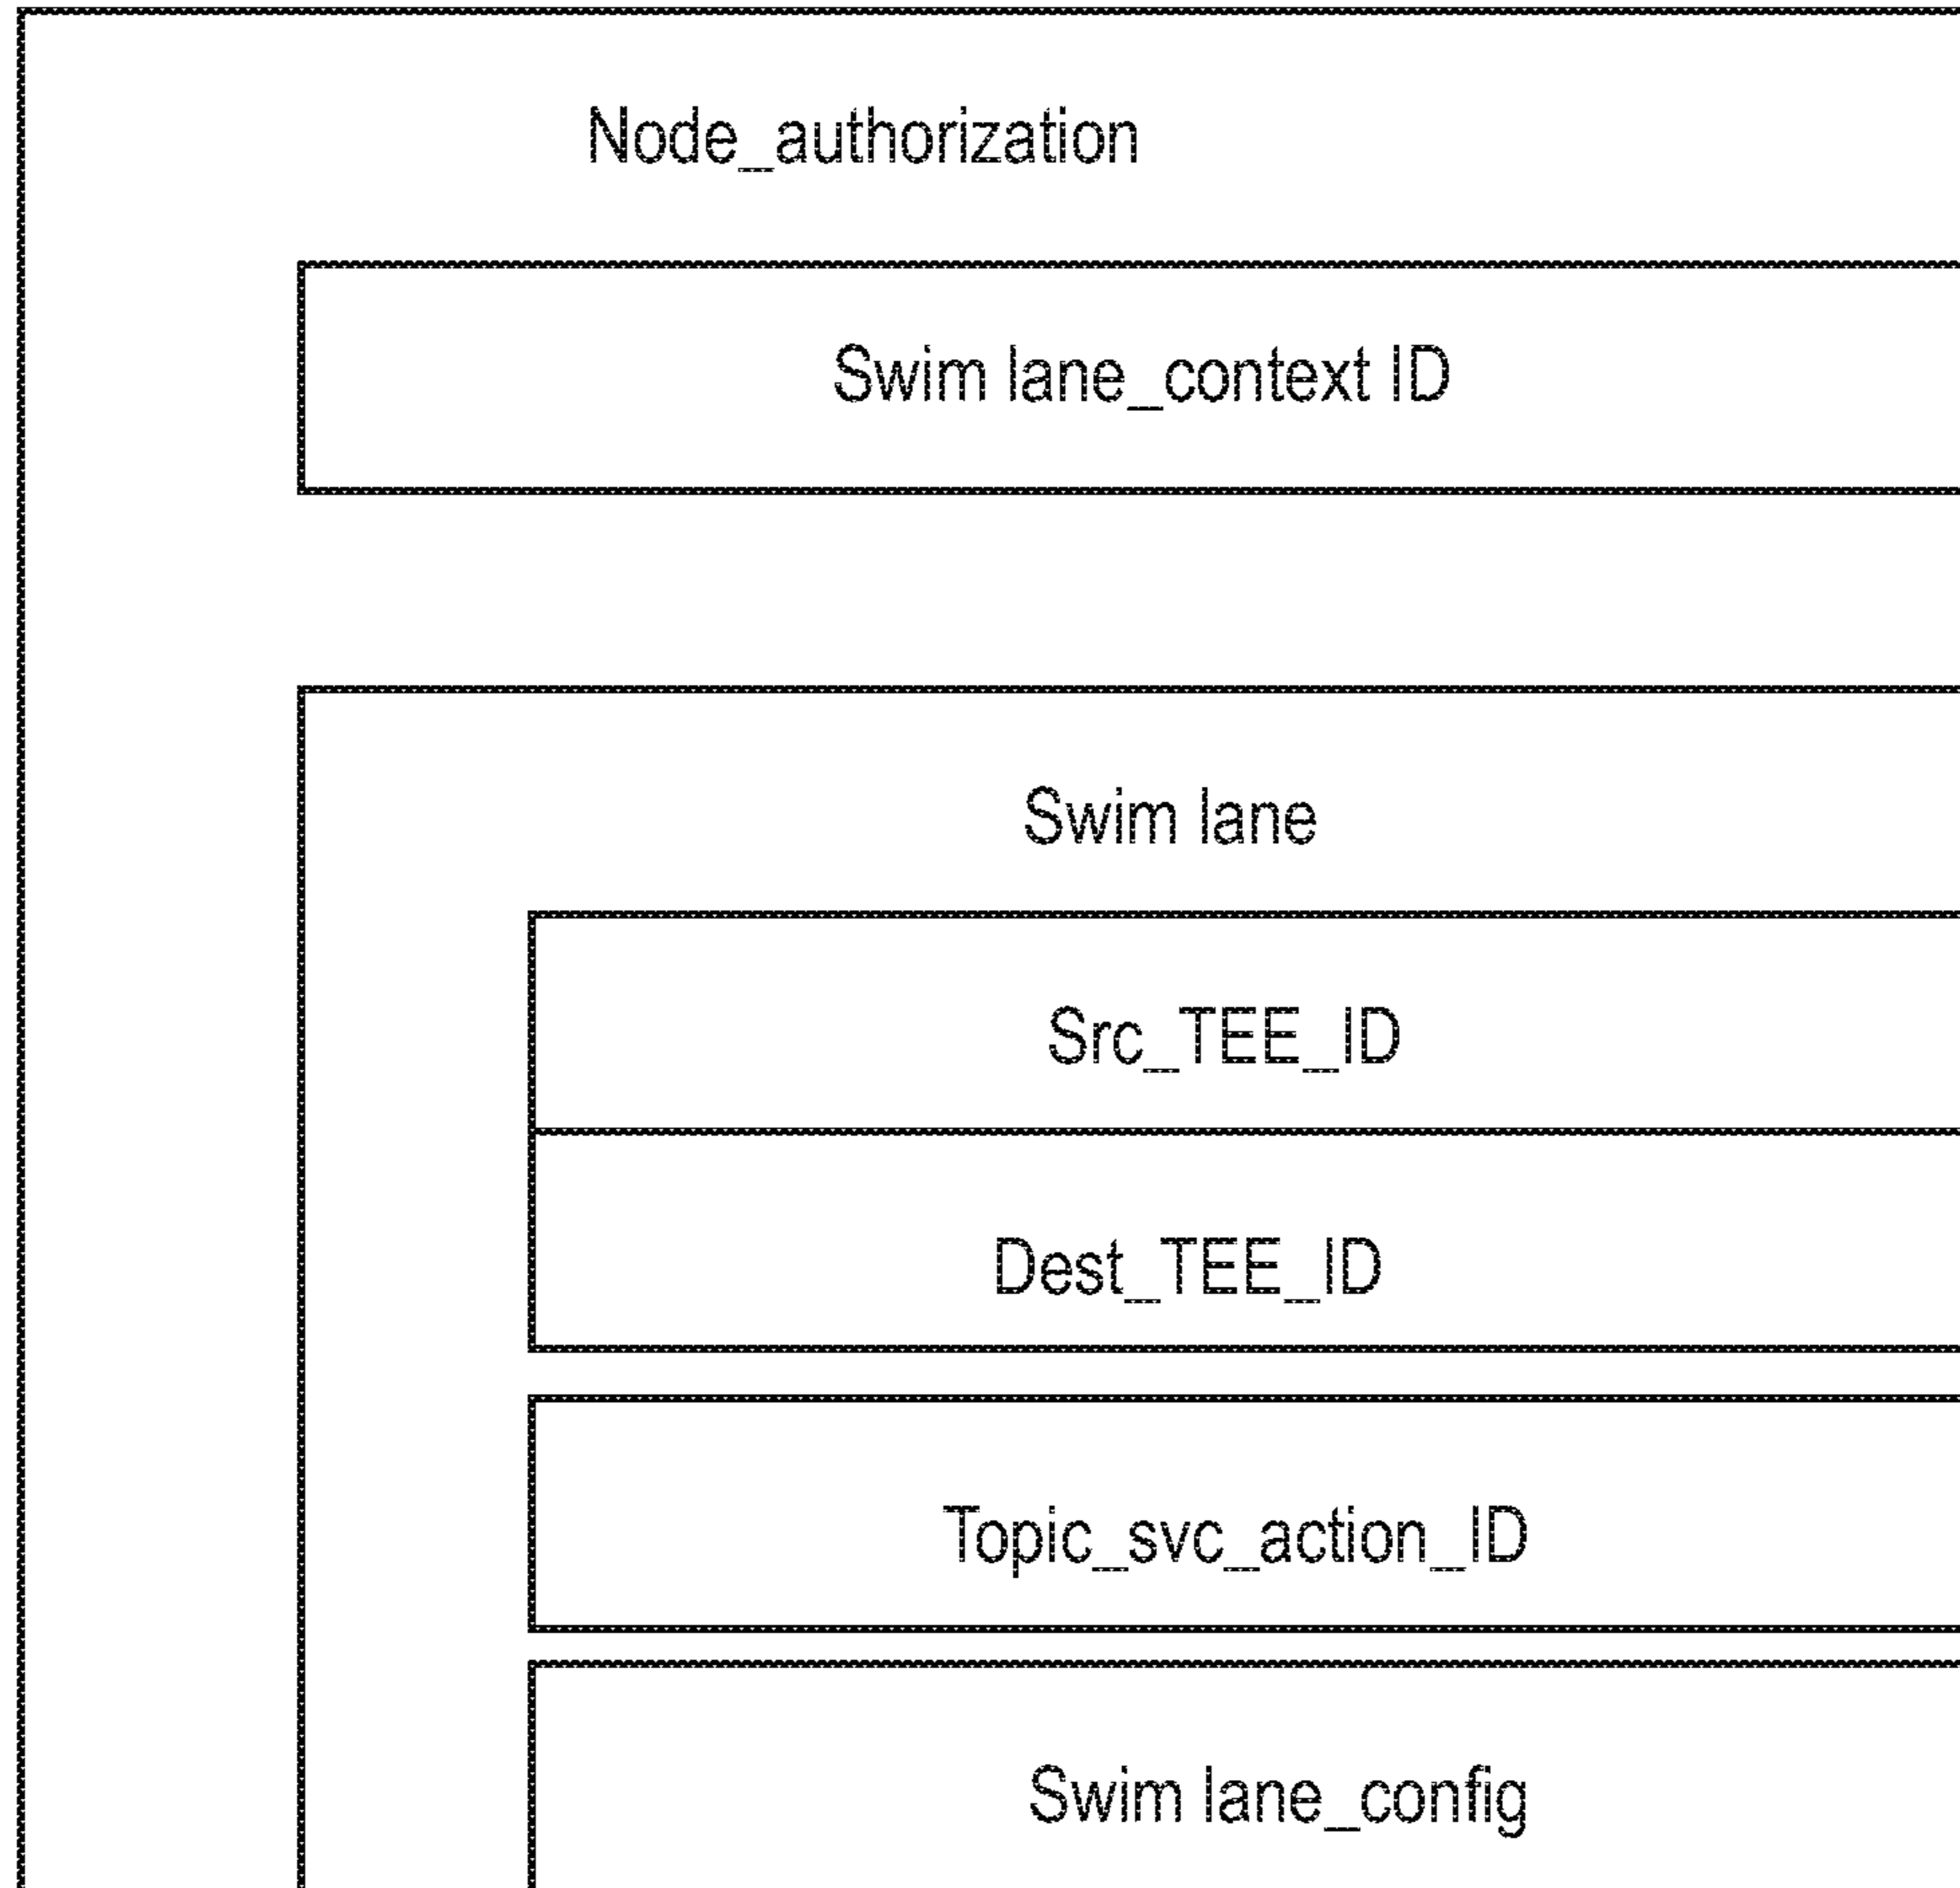 Node_authorization
Swim lane_context ID
Swim lane
Src_TEE_ID
Dest_TEE_ID
Topic_svc_action_ID
Swim lane_config